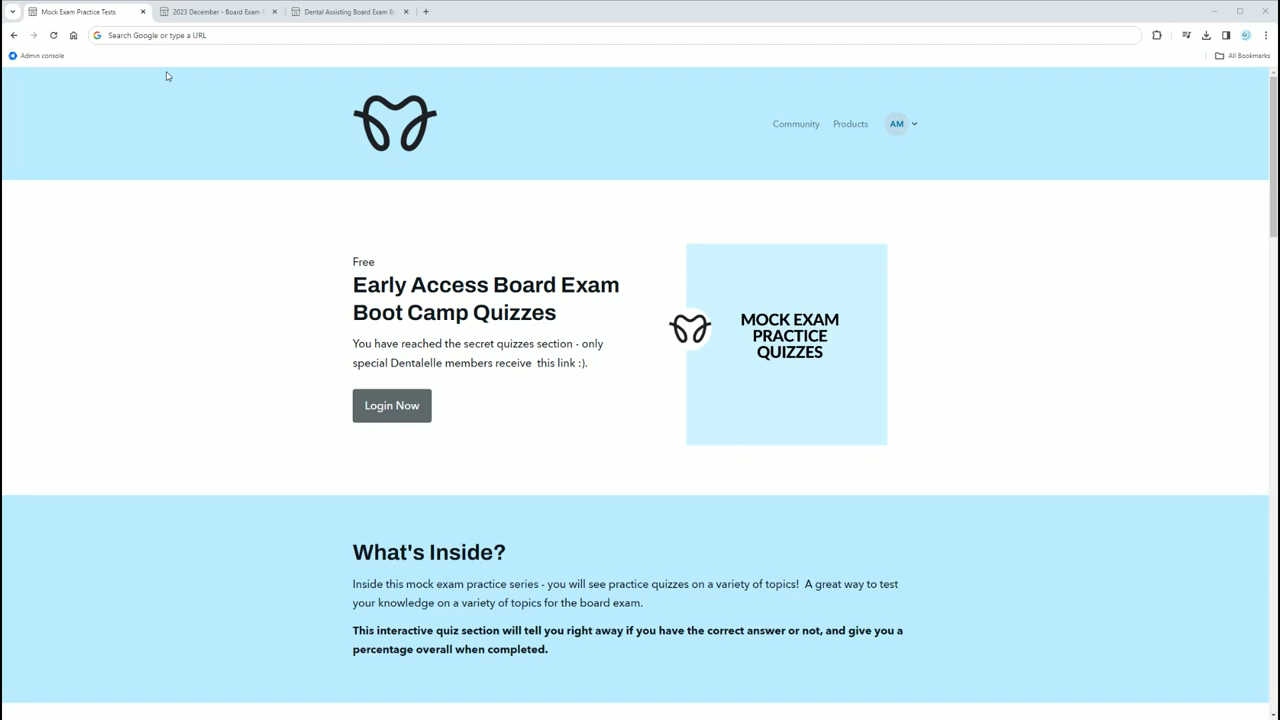 Mock Exam Practice Tests
2023 December - Board Exam
Dental Assisting Board Exam B
Search Google or type a URL
Admin console
All Bookmarks
Community
Products
AM
Free
Early Access Board Exam
Boot Camp Quizzes
You have reached the secret quizzes section - only
special Dentalelle members receive this link :).
Login Now
MOCK EXAM
PRACTICE
QUIZZES
What's Inside?
Inside this mock exam practice series - you will see practice quizzes on a variety of topics! A great way to test
your knowledge on a variety of topics for the board exam.
This interactive quiz section will tell you right away if you have the correct answer or not, and give you a
percentage overall when completed.